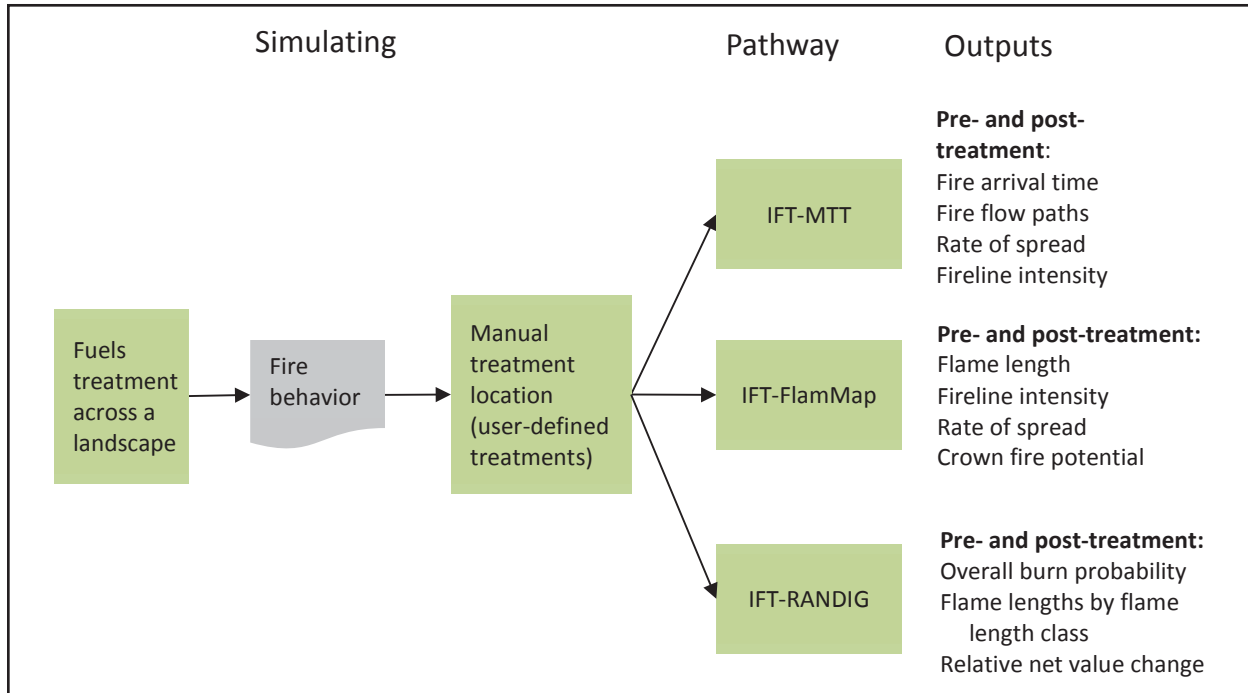 Simulating
Pathway
Outputs
Fuels
treatment
across a
landscape
Fire
behavior
Manual
treatment
location
(user-defined
treatments)
IFT-MTT
Pre- and post-
treatment:
Fire arrival time
Fire flow paths
Rate of spread
Fireline intensity
IFT-FlamMap
Pre- and post-treatment:
Flame length
Fireline intensity
Rate of spread
Crown fire potential
IFT-RANDIG
Pre- and post-treatment:
Overall burn probability
Flame lengths by flame
length class
Relative net value change